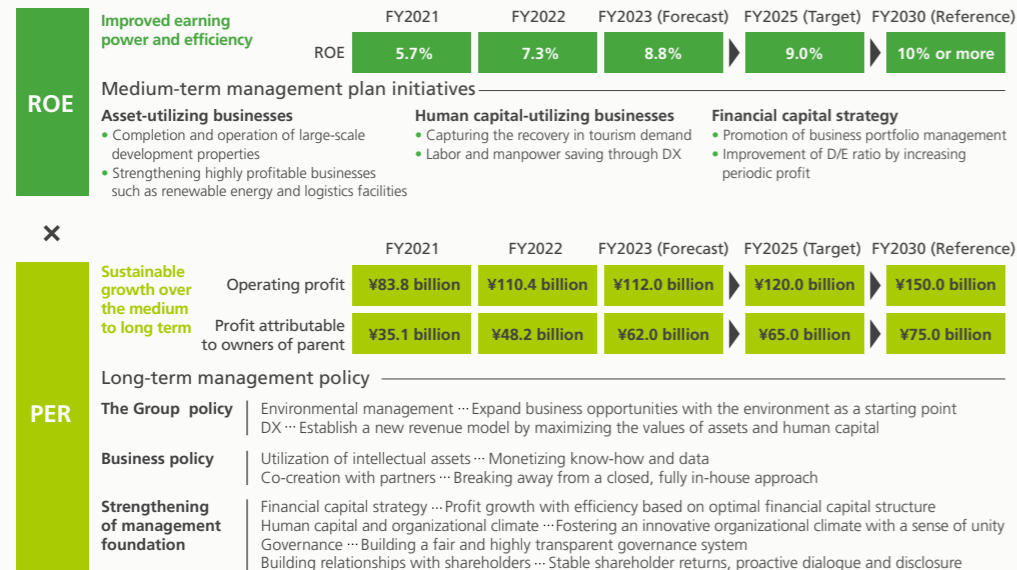 ROE
Improved earning
power and efficiency
FY2021 FY2022 FY2023 (Forecast) FY2025 (Target) FY2030 (Reference)
ROE 5.7% 7.3% 8.8% 9.0% 10% or more
Medium-term management plan initiatives
Asset-utilizing businesses
• Completion and operation of large-scale
development properties
• Strengthening highly profitable businesses
such as renewable energy and logistics facilities
Human capital-utilizing businesses
• Capturing the recovery in tourism demand
• Labor and manpower saving through DX
Financial capital strategy
• Promotion of business portfolio management
• Improvement of D/E ratio by increasing
periodic profit
×
PER
Sustainable
growth over
the medium
to long term
FY2021 FY2022 FY2023 (Forecast) FY2025 (Target) FY2030 (Reference)
Operating profit ¥83.8 billion ¥110.4 billion ¥112.0 billion ¥120.0 billion ¥150.0 billion
Profit attributable
to owners of parent ¥35.1 billion ¥48.2 billion ¥62.0 billion ¥65.0 billion ¥75.0 billion
Long-term management policy
The Group policy
Environmental management ··· Expand business opportunities with the environment as a starting point
DX ··· Establish a new revenue model by maximizing the values of assets and human capital
Business policy
Utilization of intellectual assets ··· Monetizing know-how and data
Co-creation with partners ··· Breaking away from a closed, fully in-house approach
Strengthening
of management
foundation
Financial capital strategy ··· Profit growth with efficiency based on optimal financial capital structure
Human capital and organizational climate ··· Fostering an innovative organizational climate with a sense of unity
Governance ··· Building a fair and highly transparent governance system
Building relationships with shareholders ··· Stable shareholder returns, proactive dialogue and disclosure